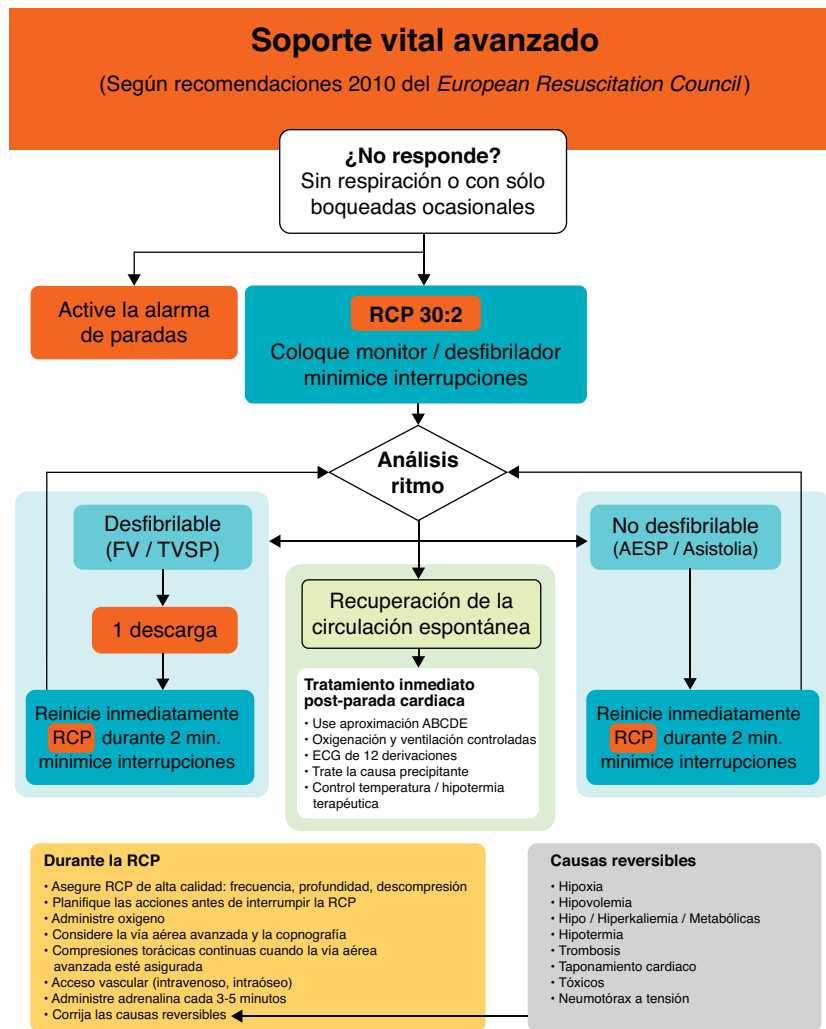 Soporte vital avanzado
(Según recomendaciones 2010 del European Resuscitation Council)
¿No responde?
Sin respiración o con sólo
boqueadas ocasionales
Active la alarma
de paradas
RCP 30:2
Coloque monitor / desfibrilador
minimice interrupciones
Análisis
ritmo
Desfibrilable
(FV / TVSP)
No desfibrilable
(AESP / Asistolia)
1 descarga
Recuperación de la
circulación espontánea
Tratamiento inmediato
post-parada cardiaca
• Use aproximación ABCDE
• Oxigenación y ventilación controladas
• ECG de 12 derivaciones
• Trate la causa precipitante
• Control temperatura / hipotermia
terapéutica
Reinicie inmediatamente
RCP durante 2 min.
minimice interrupciones
Reinicie inmediatamente
RCP durante 2 min.
minimice interrupciones
Durante la RCP
• Asegure RCP de alta calidad: frecuencia, profundidad, descompresión
• Planifique las acciones antes de interrumpir la RCP
• Administre oxigeno
• Considere la vía aérea avanzada y la copnografía
• Compresiones torácicas continuas cuando la vía aérea
avanzada esté asigurada
• Acceso vascular (intravenoso, intraóseo)
• Administre adrenalina cada 3-5 minutos
• Corrija las causas reversibles
Causas reversibles
• Hipoxia
• Hipovolemia
• Hipo / Hiperkaliemia / Metabólicas
• Hipotermia
• Trombosis
• Taponamiento cardiaco
• Tóxicos
• Neumotórax a tensión